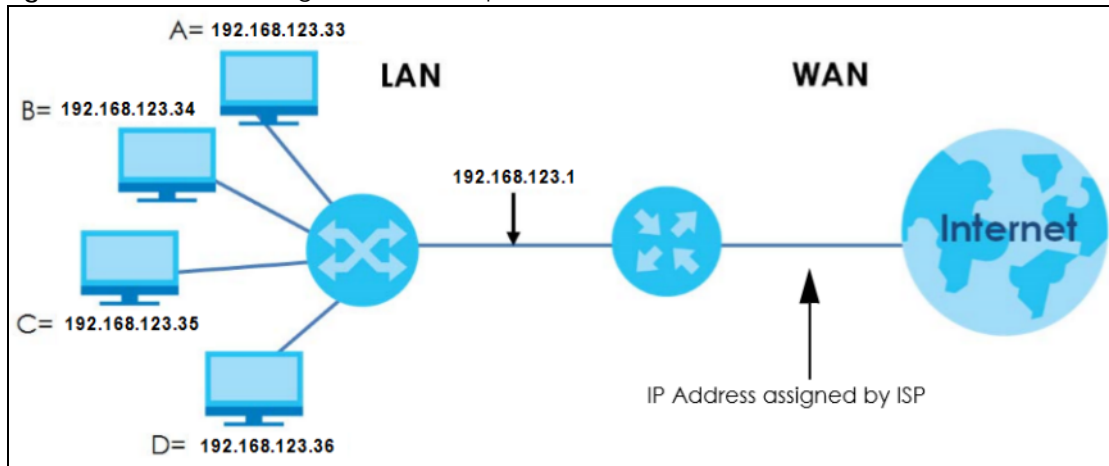 A= 192.168.123.33
LAN
WAN
B= 192.168.123.34
192.168.123.1
Internet
C= 192.168.123.35
IP Address assigned by ISP
D= 192.168.123.36